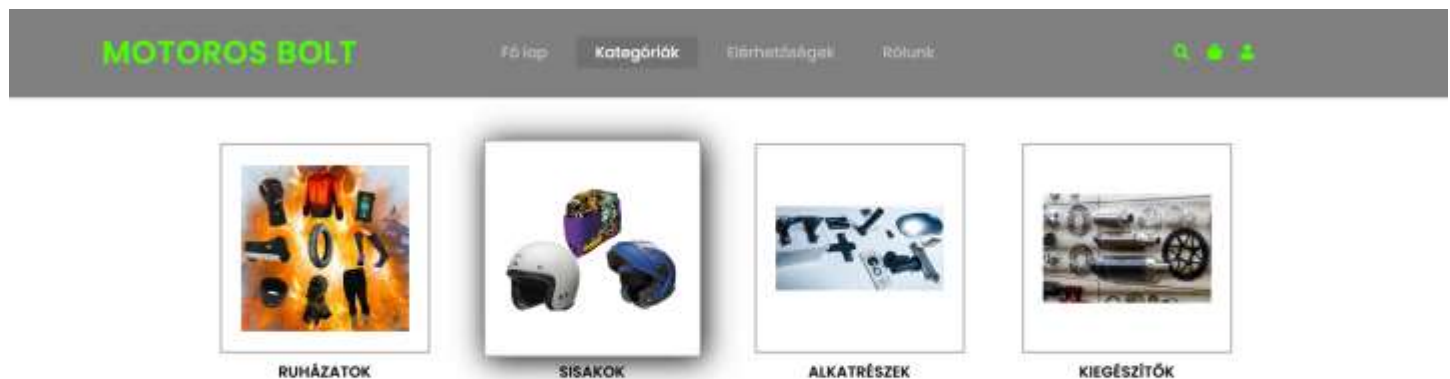 MOTOROS BOLT
Fő lap Kategóriák Elérhetőségek Rólunk
RUHÁZATOK SISAKOK ALKATRÉSZEK KIEGÉSZÍTŐK